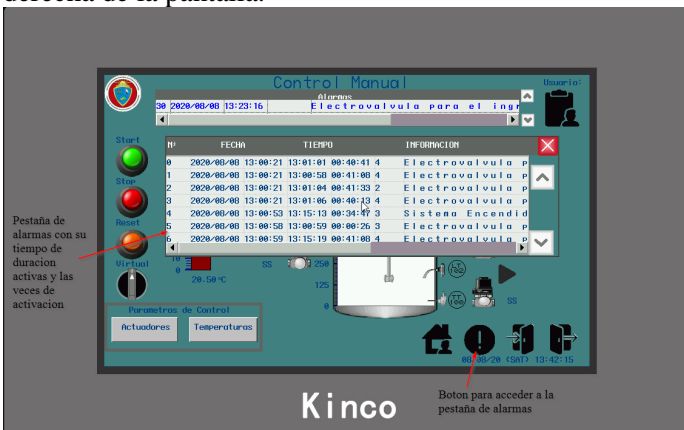 derecha de la pantalla.
Control Manual
Usuario:
Alarmas
30 2020/08/08 13:23:16 Electrovalvula para el ingr
Start
Nº FECHA TIEMPO INFORMACION
0 2020/08/08 13:00:21 13:01:01 00:40:41 4 Electrovalvula p
1 2020/08/08 13:00:21 13:00:58 00:41:08 4 Electrovalvula p
2 2020/08/08 13:00:21 13:01:04 00:41:33 2 Electrovalvula p
3 2020/08/08 13:00:21 13:01:06 00:40:13 4 Electrovalvula p
4 2020/08/08 13:00:53 13:15:13 00:34:47 3 Sistema Encendid
5 2020/08/08 13:00:58 13:00:59 00:00:26 3 Electrovalvula p
6 2020/08/08 13:00:59 13:15:19 00:41:08 4 Electrovalvula p
Stop
Reset
Virtual
Pestaña de
alarmas con su
tiempo de
duracion
activas y las
veces de
activacion
10
0
20.50ºC
SS
250
125
0
SS
Parametros de Control
Actuadores
Temperaturas
08/08/20 (SAT) 13:42:15
Kinco
Boton para acceder a la
pestaña de alarmas